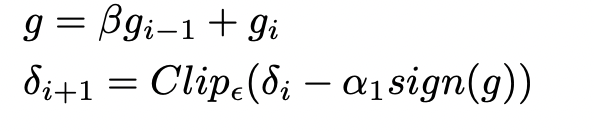 g = βg_{i−1} + g_i
δ_{i+1} = Clip_ϵ(δ_i − α_1 sign(g))